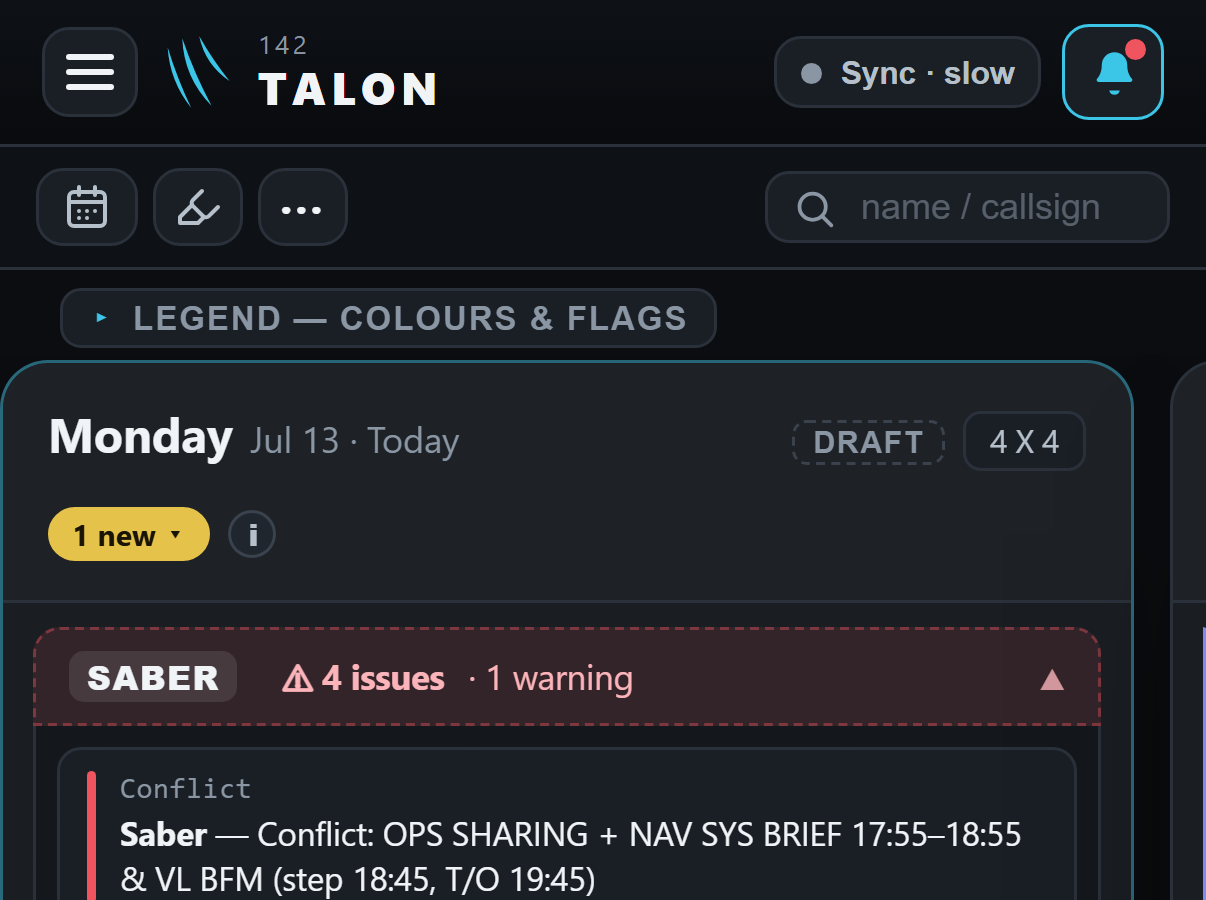 142
TALON
Sync · slow
name / callsign
LEGEND — COLOURS & FLAGS
Monday Jul 13 · Today
DRAFT
4 X 4
1 new
i
SABER
⚠ 4 issues · 1 warning
Conflict
Saber — Conflict: OPS SHARING + NAV SYS BRIEF 17:55–18:55
& VL BFM (step 18:45, T/O 19:45)